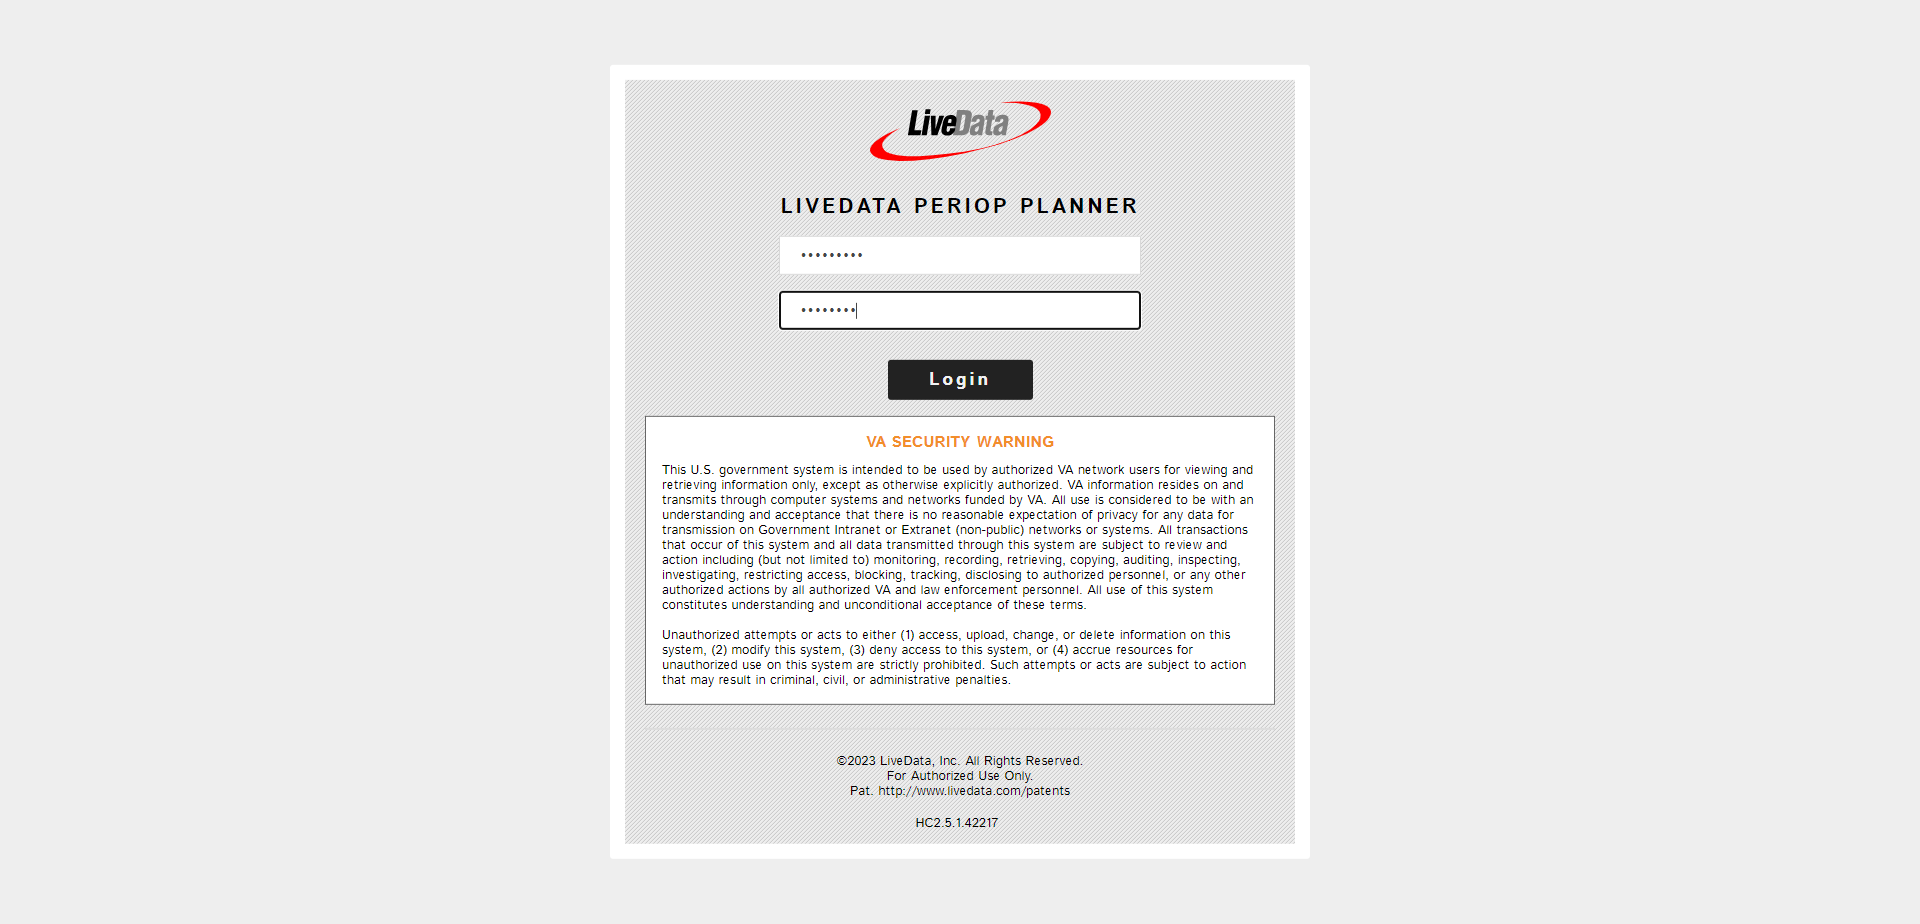 LiveData
LIVEDATA PERIOP PLANNER
•••••••••
••••••••
Login
VA SECURITY WARNING
This U.S. government system is intended to be used by authorized VA network users for viewing and
retrieving information only, except as otherwise explicitly authorized. VA information resides on and
transmits through computer systems and networks funded by VA. All use is considered to be with an
understanding and acceptance that there is no reasonable expectation of privacy for any data for
transmission on Government Intranet or Extranet (non-public) networks or systems. All transactions
that occur of this system and all data transmitted through this system are subject to review and
action including (but not limited to) monitoring, recording, retrieving, copying, auditing, inspecting,
investigating, restricting access, blocking, tracking, disclosing to authorized personnel, or any other
authorized actions by all authorized VA and law enforcement personnel. All use of this system
constitutes understanding and unconditional acceptance of these terms.
Unauthorized attempts or acts to either (1) access, upload, change, or delete information on this
system, (2) modify this system, (3) deny access to this system, or (4) accrue resources for
unauthorized use on this system are strictly prohibited. Such attempts or acts are subject to action
that may result in criminal, civil, or administrative penalties.
©2023 LiveData, Inc. All Rights Reserved.
For Authorized Use Only.
Pat. http://www.livedata.com/patents
HC2.5.1.42217